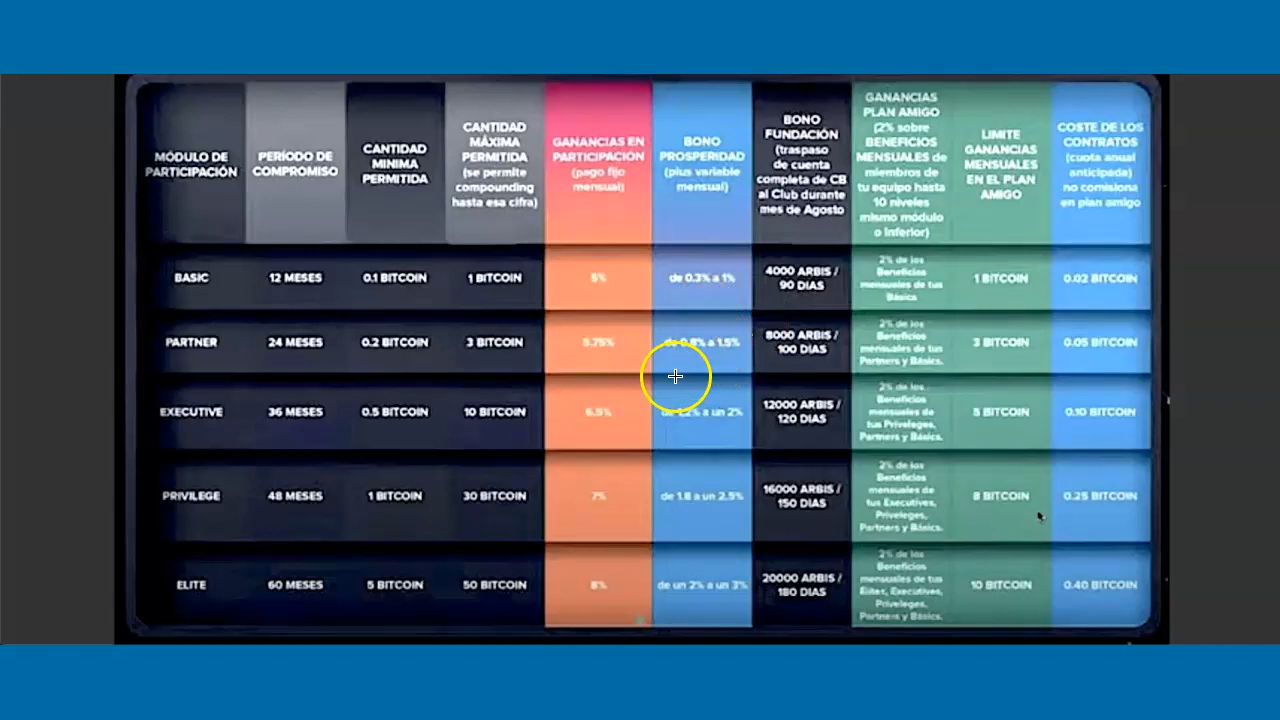 MÓDULO DE
PARTICIPACIÓN
PERÍODO DE
COMPROMISO
CANTIDAD
MINIMA
PERMITIDA
CANTIDAD
MÁXIMA
PERMITIDA
(se permite
compounding
hasta esa cifra)
GANANCIAS EN
PARTICIPACIÓN
(pago fijo
mensual)
BONO
PROSPERIDAD
(plus variable
mensual)
BONO
FUNDACIÓN
(traspaso
de cuenta
completa de CB
al Club durante
mes de Agosto
GANANCIAS
PLAN AMIGO
(2% sobre
BENEFICIOS
MENSUALES de
miembros de
tu equipo hasta
10 niveles
mismo módulo
o inferior)
LIMITE
GANANCIAS
MENSUALES
EN EL PLAN
AMIGO
COSTE DE LOS
CONTRATOS
(cuota anual
anticipada)
no comisiona
en plan amigo
BASIC
12 MESES
0.1 BITCOIN
1 BITCOIN
5%
de 0.3% a 1%
4000 ARBIS /
90 DIAS
2% de los
Beneficios
mensuales de tus
Básics
1 BITCOIN
0.02 BITCOIN
PARTNER
24 MESES
0.2 BITCOIN
3 BITCOIN
5.75%
a 1.5%
8000 ARBIS /
100 DIAS
2% de los
Beneficios
mensuales de tus
Partners y Básics.
3 BITCOIN
0.05 BITCOIN
EXECUTIVE
36 MESES
0.5 BITCOIN
10 BITCOIN
6.5%
a un 2%
12000 ARBIS /
120 DIAS
2% de los
Beneficios
mensuales de
tus Priveleges,
Partners y Básics.
5 BITCOIN
0.10 BITCOIN
PRIVILEGE
48 MESES
1 BITCOIN
30 BITCOIN
7%
de 1.8 a un 2.5%
16000 ARBIS /
150 DIAS
2% de los
Beneficios
mensuales de
tus Executives,
Priveleges,
Partners y Básics.
8 BITCOIN
0.25 BITCOIN
ELITE
60 MESES
5 BITCOIN
50 BITCOIN
8%
de un 2% a un 3%
20000 ARBIS /
180 DIAS
2% de los
Beneficios
mensuales de tus
Elites, Executives,
Priveleges,
Partners y Básics.
10 BITCOIN
0.40 BITCOIN